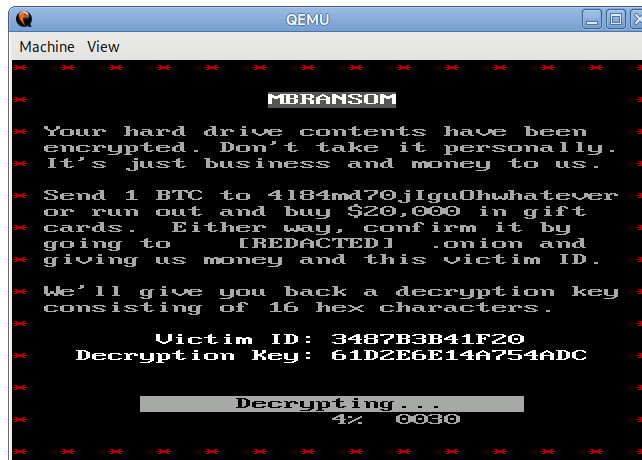 QEMU
Machine View
MBRANSOM
Your hard drive contents have been
encrypted. Don't take it personally.
It's just business and money to us.
Send 1 BTC to 4l84md70jIguOhwhatever
or run out and buy $20,000 in gift
cards. Either way, confirm it by
going to [REDACTED] .onion and
giving us money and this victim ID.
We'll give you back a decryption key
consisting of 16 hex characters.
Victim ID: 3487B3B41F20
Decryption Key: 61D2E6E14A754ADC
Decrypting...
4% 0030